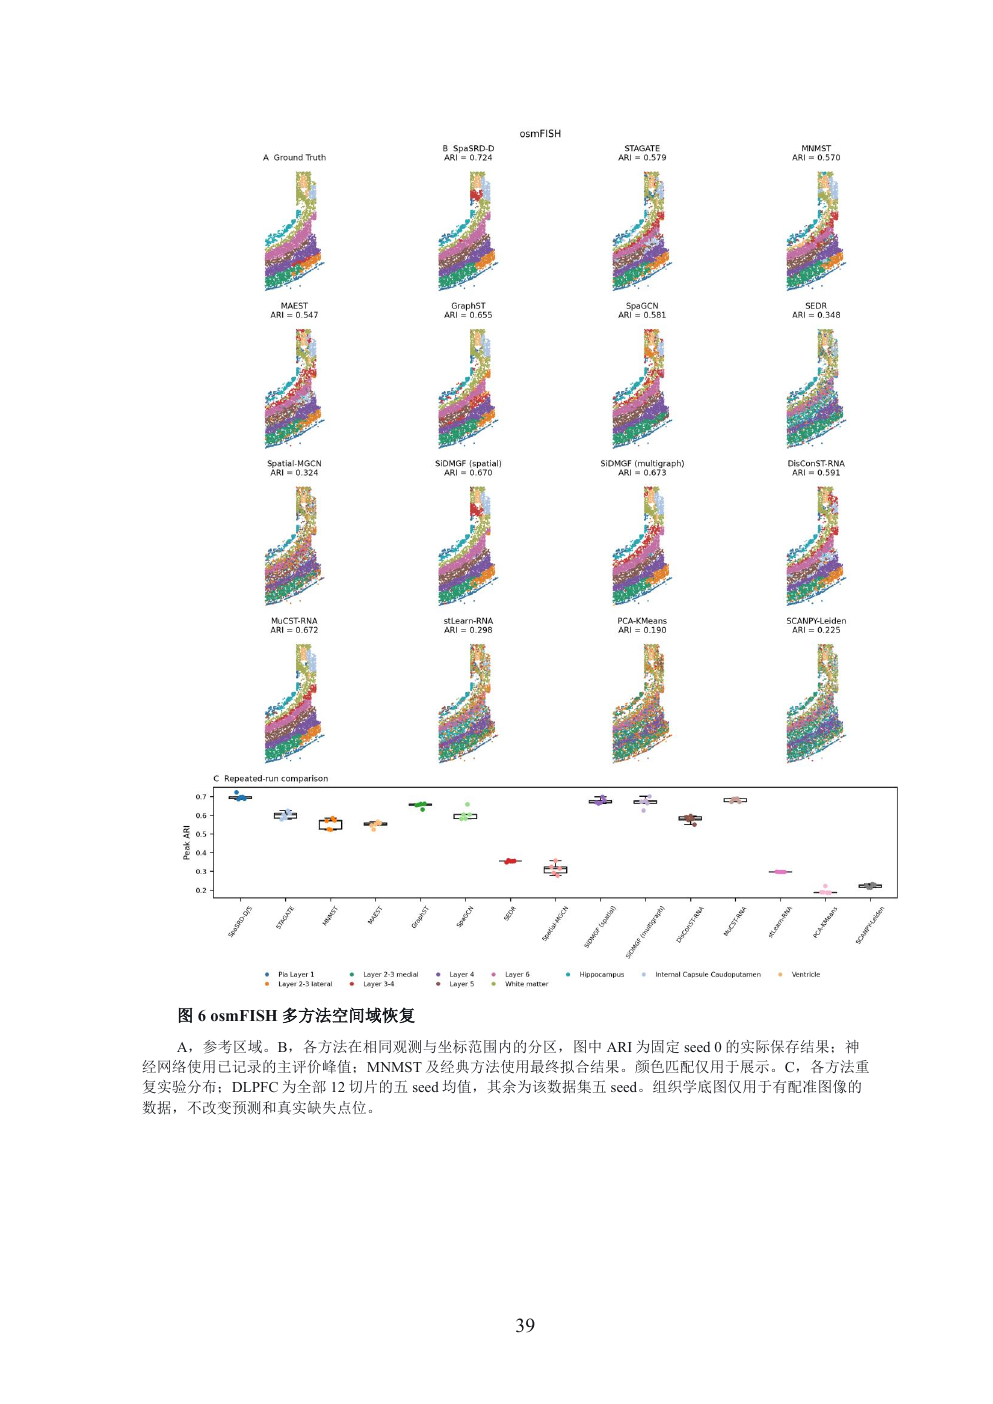 osmFISH
A Ground Truth
B SpaSRD-D
ARI = 0.724
STAGATE
ARI = 0.579
MNMST
ARI = 0.570
MAEST
ARI = 0.547
GraphST
ARI = 0.655
SpaGCN
ARI = 0.581
SEDR
ARI = 0.348
Spatial-MGCN
ARI = 0.324
SiDMGF (spatial)
ARI = 0.670
SiDMGF (multigraph)
ARI = 0.673
DisConST-RNA
ARI = 0.591
MuCST-RNA
ARI = 0.672
stLearn-RNA
ARI = 0.298
PCA-KMeans
ARI = 0.190
SCANPY-Leiden
ARI = 0.225
C Repeated-run comparison
Peak ARI
0.7
0.6
0.5
0.4
0.3
0.2
SpaSRD-D/S
STAGATE
MNMST
MAEST
GraphST
SpaGCN
SEDR
Spatial-MGCN
SiDMGF (spatial)
SiDMGF (multigraph)
DisConST-RNA
MuCST-RNA
stLearn-RNA
PCA-KMeans
SCANPY-Leiden
Pia Layer 1 Layer 2-3 medial Layer 4 Layer 6 Hippocampus Internal Capsule Caudoputamen Ventricle
Layer 2-3 lateral Layer 3-4 Layer 5 White matter
图 6 osmFISH 多方法空间域恢复
A，参考区域。B，各方法在相同观测与坐标范围内的分区，图中 ARI 为固定 seed 0 的实际保存结果；神
经网络使用已记录的主评价峰值；MNMST 及经典方法使用最终拟合结果。颜色匹配仅用于展示。C，各方法重
复实验分布；DLPFC 为全部 12 切片的五 seed 均值，其余为该数据集五 seed。组织学底图仅用于有配准图像的
数据，不改变预测和真实缺失点位。
39